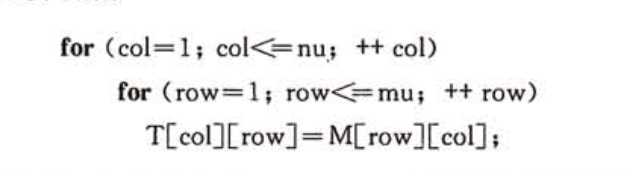 for (col=1; col<=nu; ++ col)
for (row=1; row<=mu; ++ row)
T[col][row]=M[row][col];